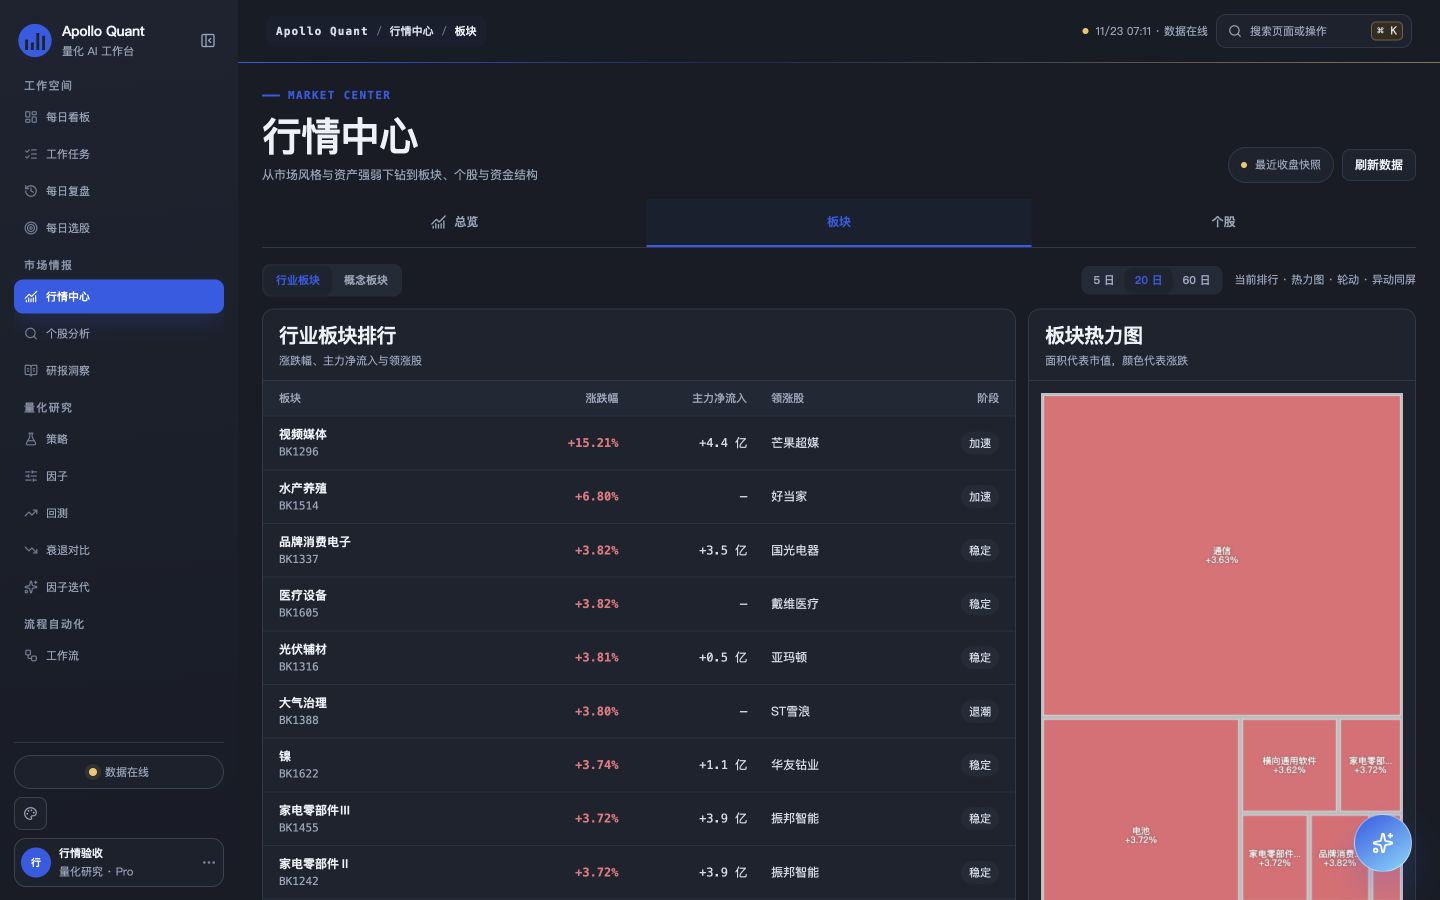 Apollo Quant
量化 AI 工作台
工作空间
每日看板
工作任务
每日复盘
每日选股
市场情报
行情中心
个股分析
研报洞察
量化研究
策略
因子
回测
衰退对比
因子迭代
流程自动化
工作流
数据在线
行
行情验收
量化研究 · Pro
Apollo Quant / 行情中心 / 板块
11/23 07:11 · 数据在线
搜索页面或操作
⌘ K
MARKET CENTER
行情中心
从市场风格与资产强弱下钻到板块、个股与资金结构
最近收盘快照
刷新数据
总览
板块
个股
行业板块
概念板块
5 日
20 日
60 日
当前排行 · 热力图 · 轮动 · 异动同屏
行业板块排行
涨跌幅、主力净流入与领涨股
板块 涨跌幅 主力净流入 领涨股 阶段
视频媒体
BK1296
+15.21% +4.4 亿 芒果超媒 加速
水产养殖
BK1514
+6.80% — 好当家 加速
品牌消费电子
BK1337
+3.82% +3.5 亿 国光电器 稳定
医疗设备
BK1605
+3.82% — 戴维医疗 稳定
光伏辅材
BK1316
+3.81% +0.5 亿 亚玛顿 稳定
大气治理
BK1388
+3.80% — ST雪浪 退潮
镍
BK1622
+3.74% +1.1 亿 华友钴业 稳定
家电零部件Ⅲ
BK1455
+3.72% +3.9 亿 振邦智能 稳定
家电零部件Ⅱ
BK1242
+3.72% +3.9 亿 振邦智能 稳定
板块热力图
面积代表市值，颜色代表涨跌
通信
+3.63%
电池
+3.72%
横向通用软件
+3.62%
家电零部...
+3.72%
家电零部件...
+3.72%
品牌消费
+3.82%